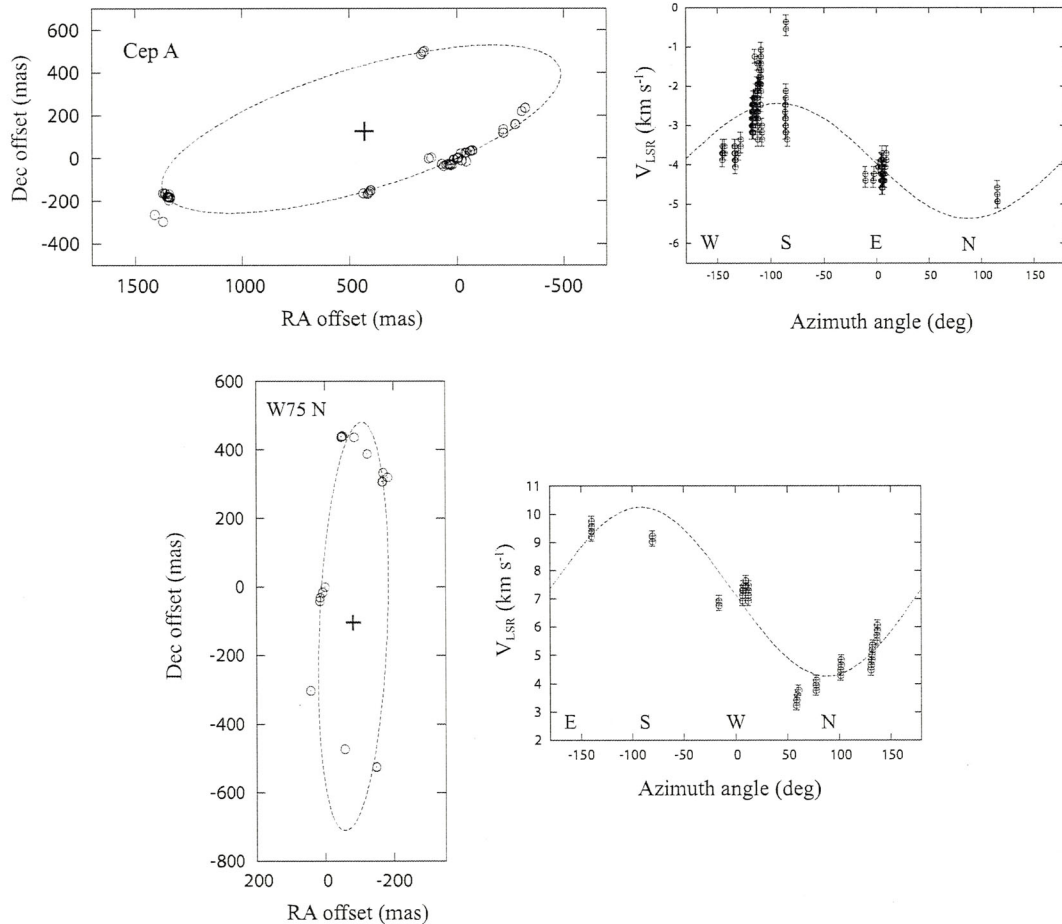 Cep A
Dec offset (mas)
600
400
200
0
-200
-400
1500
1000
500
0
-500
RA offset (mas)
V_LSR (km s⁻¹)
0
-1
-2
-3
-4
-5
-6
W
S
E
N
-150
-100
-50
0
50
100
150
Azimuth angle (deg)
W75 N
Dec offset (mas)
600
400
200
0
-200
-400
-600
-800
200
0
-200
RA offset (mas)
V_LSR (km s⁻¹)
11
10
9
8
7
6
5
4
3
2
E
S
W
N
-150
-100
-50
0
50
100
150
Azimuth angle (deg)